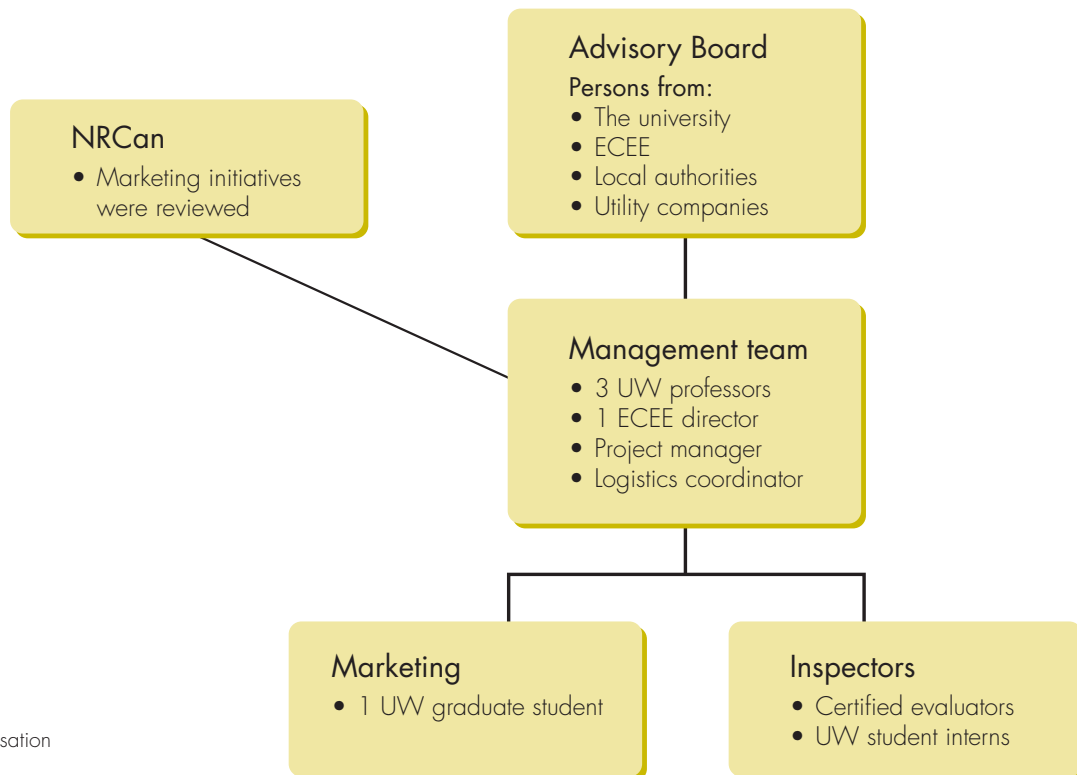 Advisory Board
Persons from:
• The university
• ECEE
• Local authorities
• Utility companies
NRCan
• Marketing initiatives
were reviewed
Management team
• 3 UW professors
• 1 ECEE director
• Project manager
• Logistics coordinator
Marketing
• 1 UW graduate student
Inspectors
• Certified evaluators
• UW student interns
sation